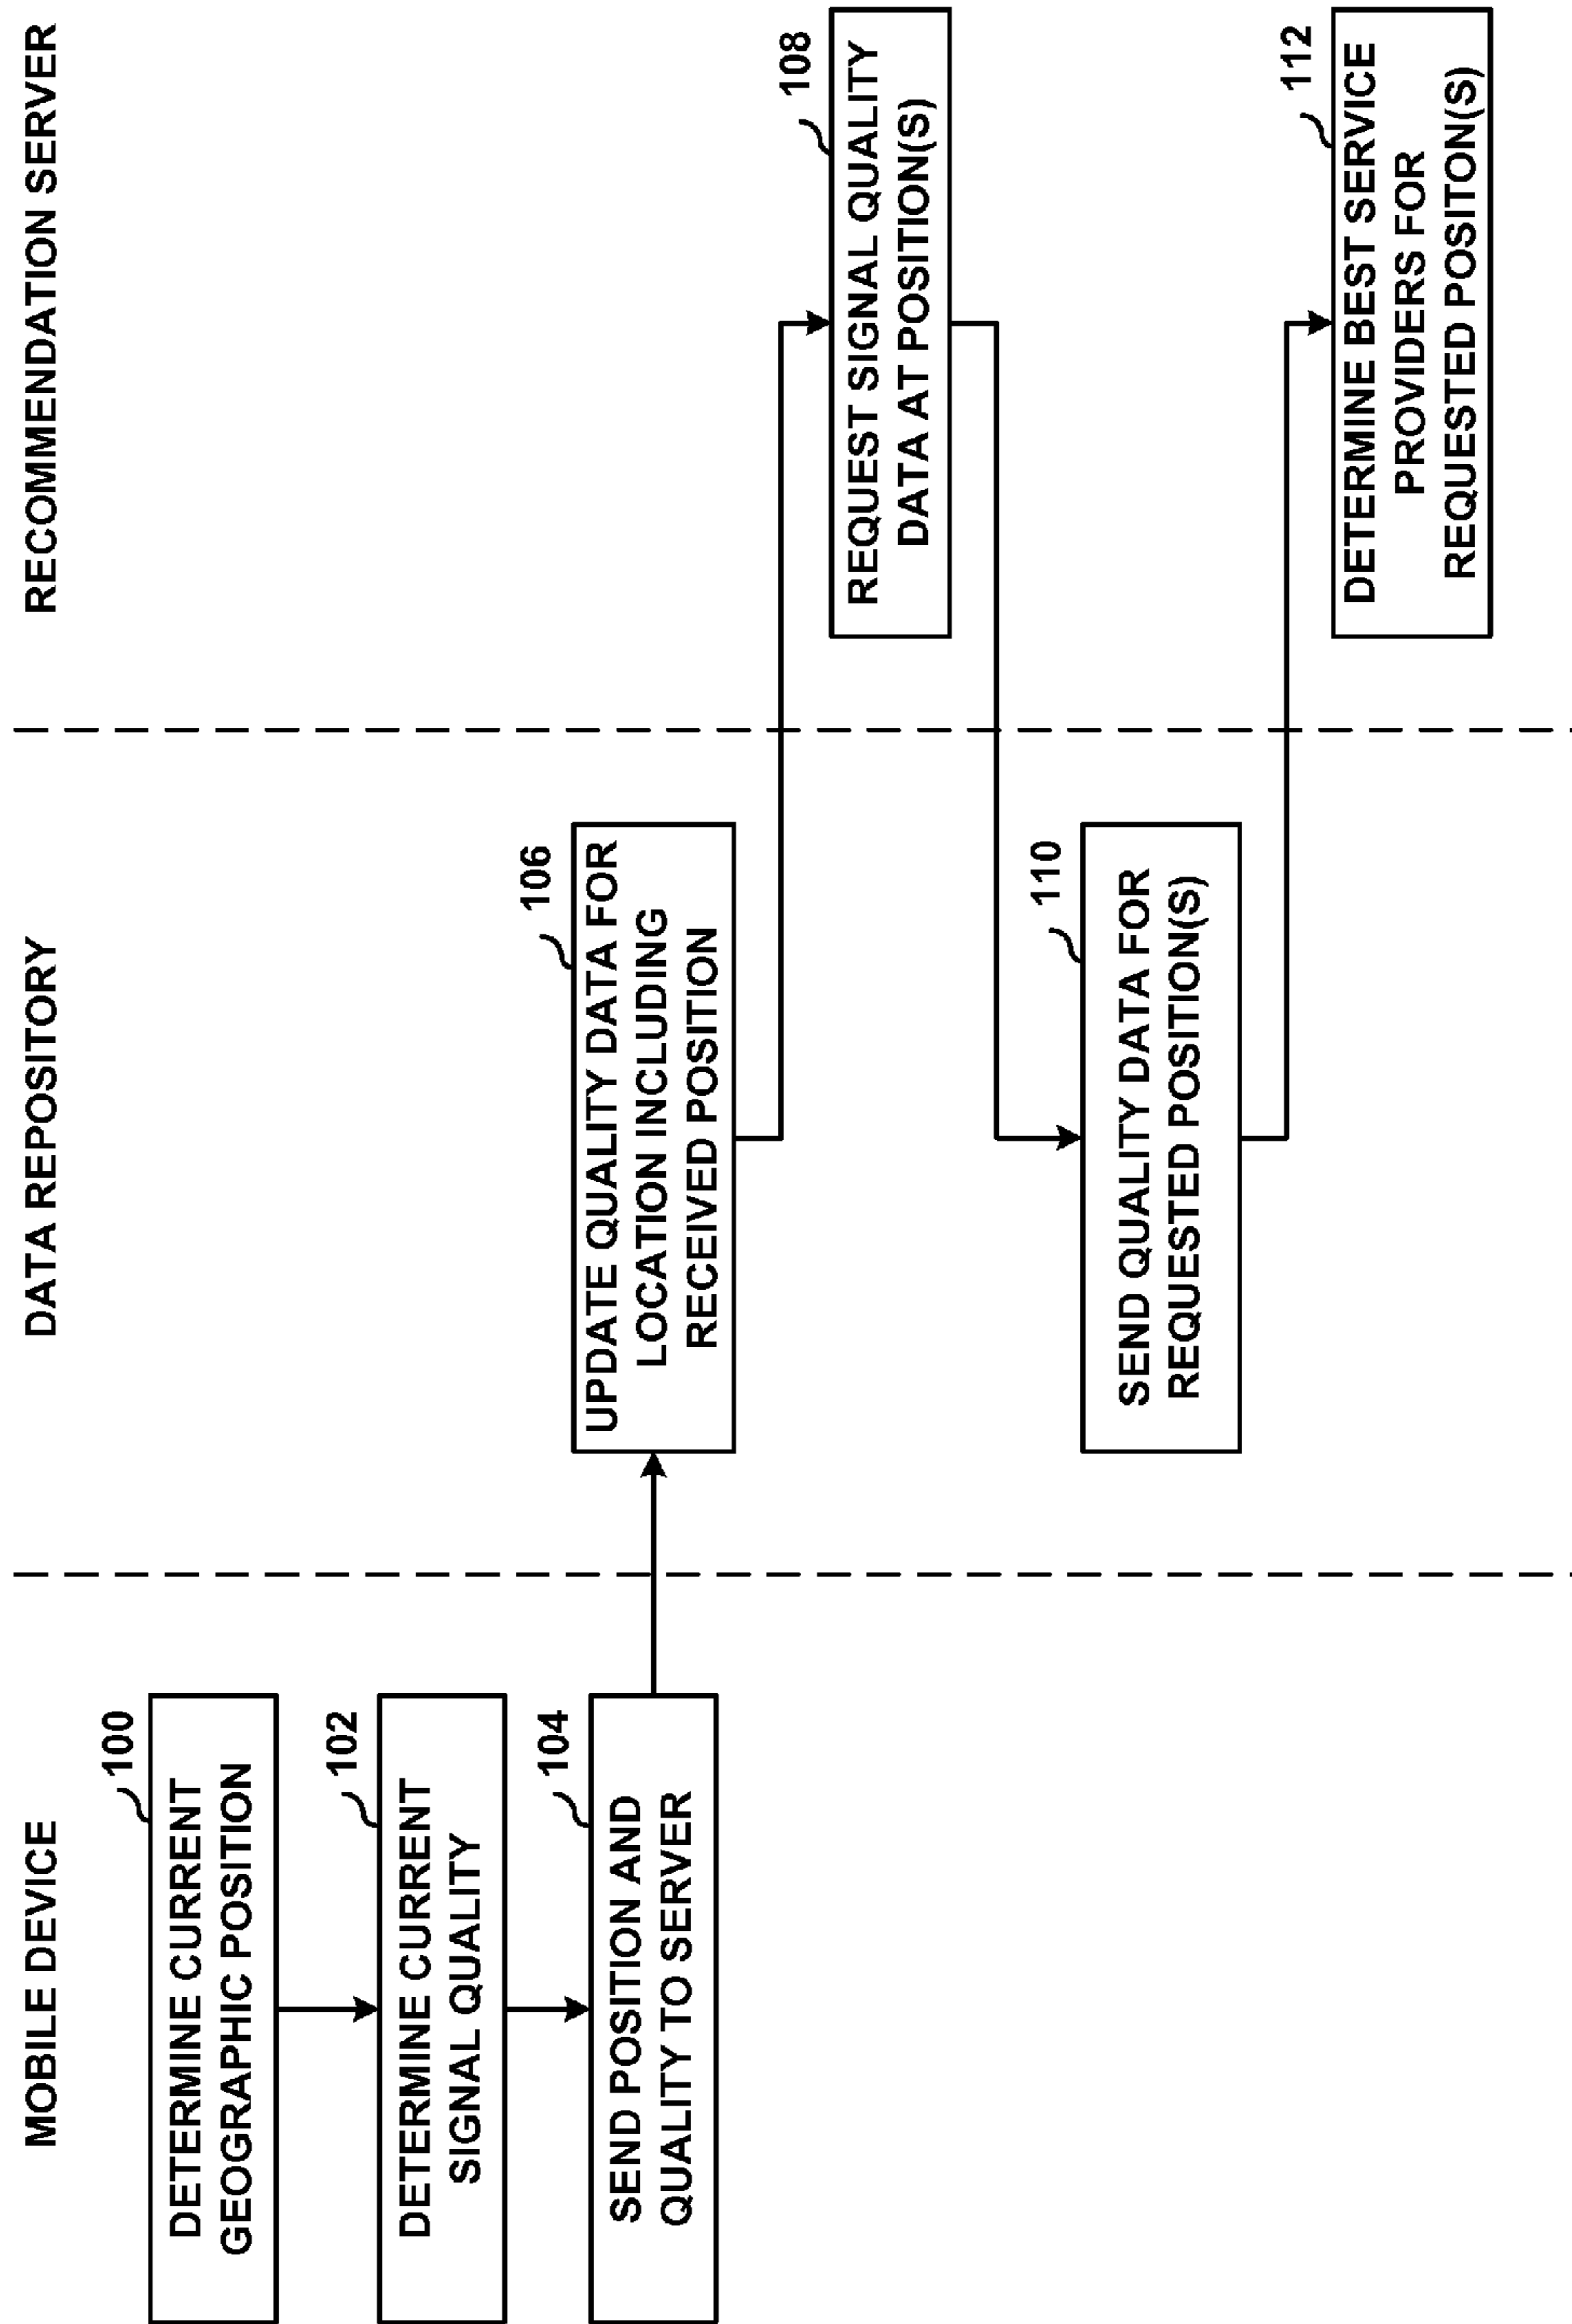 MOBILE DEVICE
DATA REPOSITORY
RECOMMENDATION SERVER
100
DETERMINE CURRENT
GEOGRAPHIC POSITION
102
DETERMINE CURRENT
SIGNAL QUALITY
104
SEND POSITION AND
QUALITY TO SERVER
106
UPDATE QUALITY DATA FOR
LOCATION INCLUDING
RECEIVED POSITION
108
REQUEST SIGNAL QUALITY
DATA AT POSITION(S)
110
SEND QUALITY DATA FOR
REQUESTED POSITION(S)
112
DETERMINE BEST SERVICE
PROVIDERS FOR
REQUESTED POSITON(S)